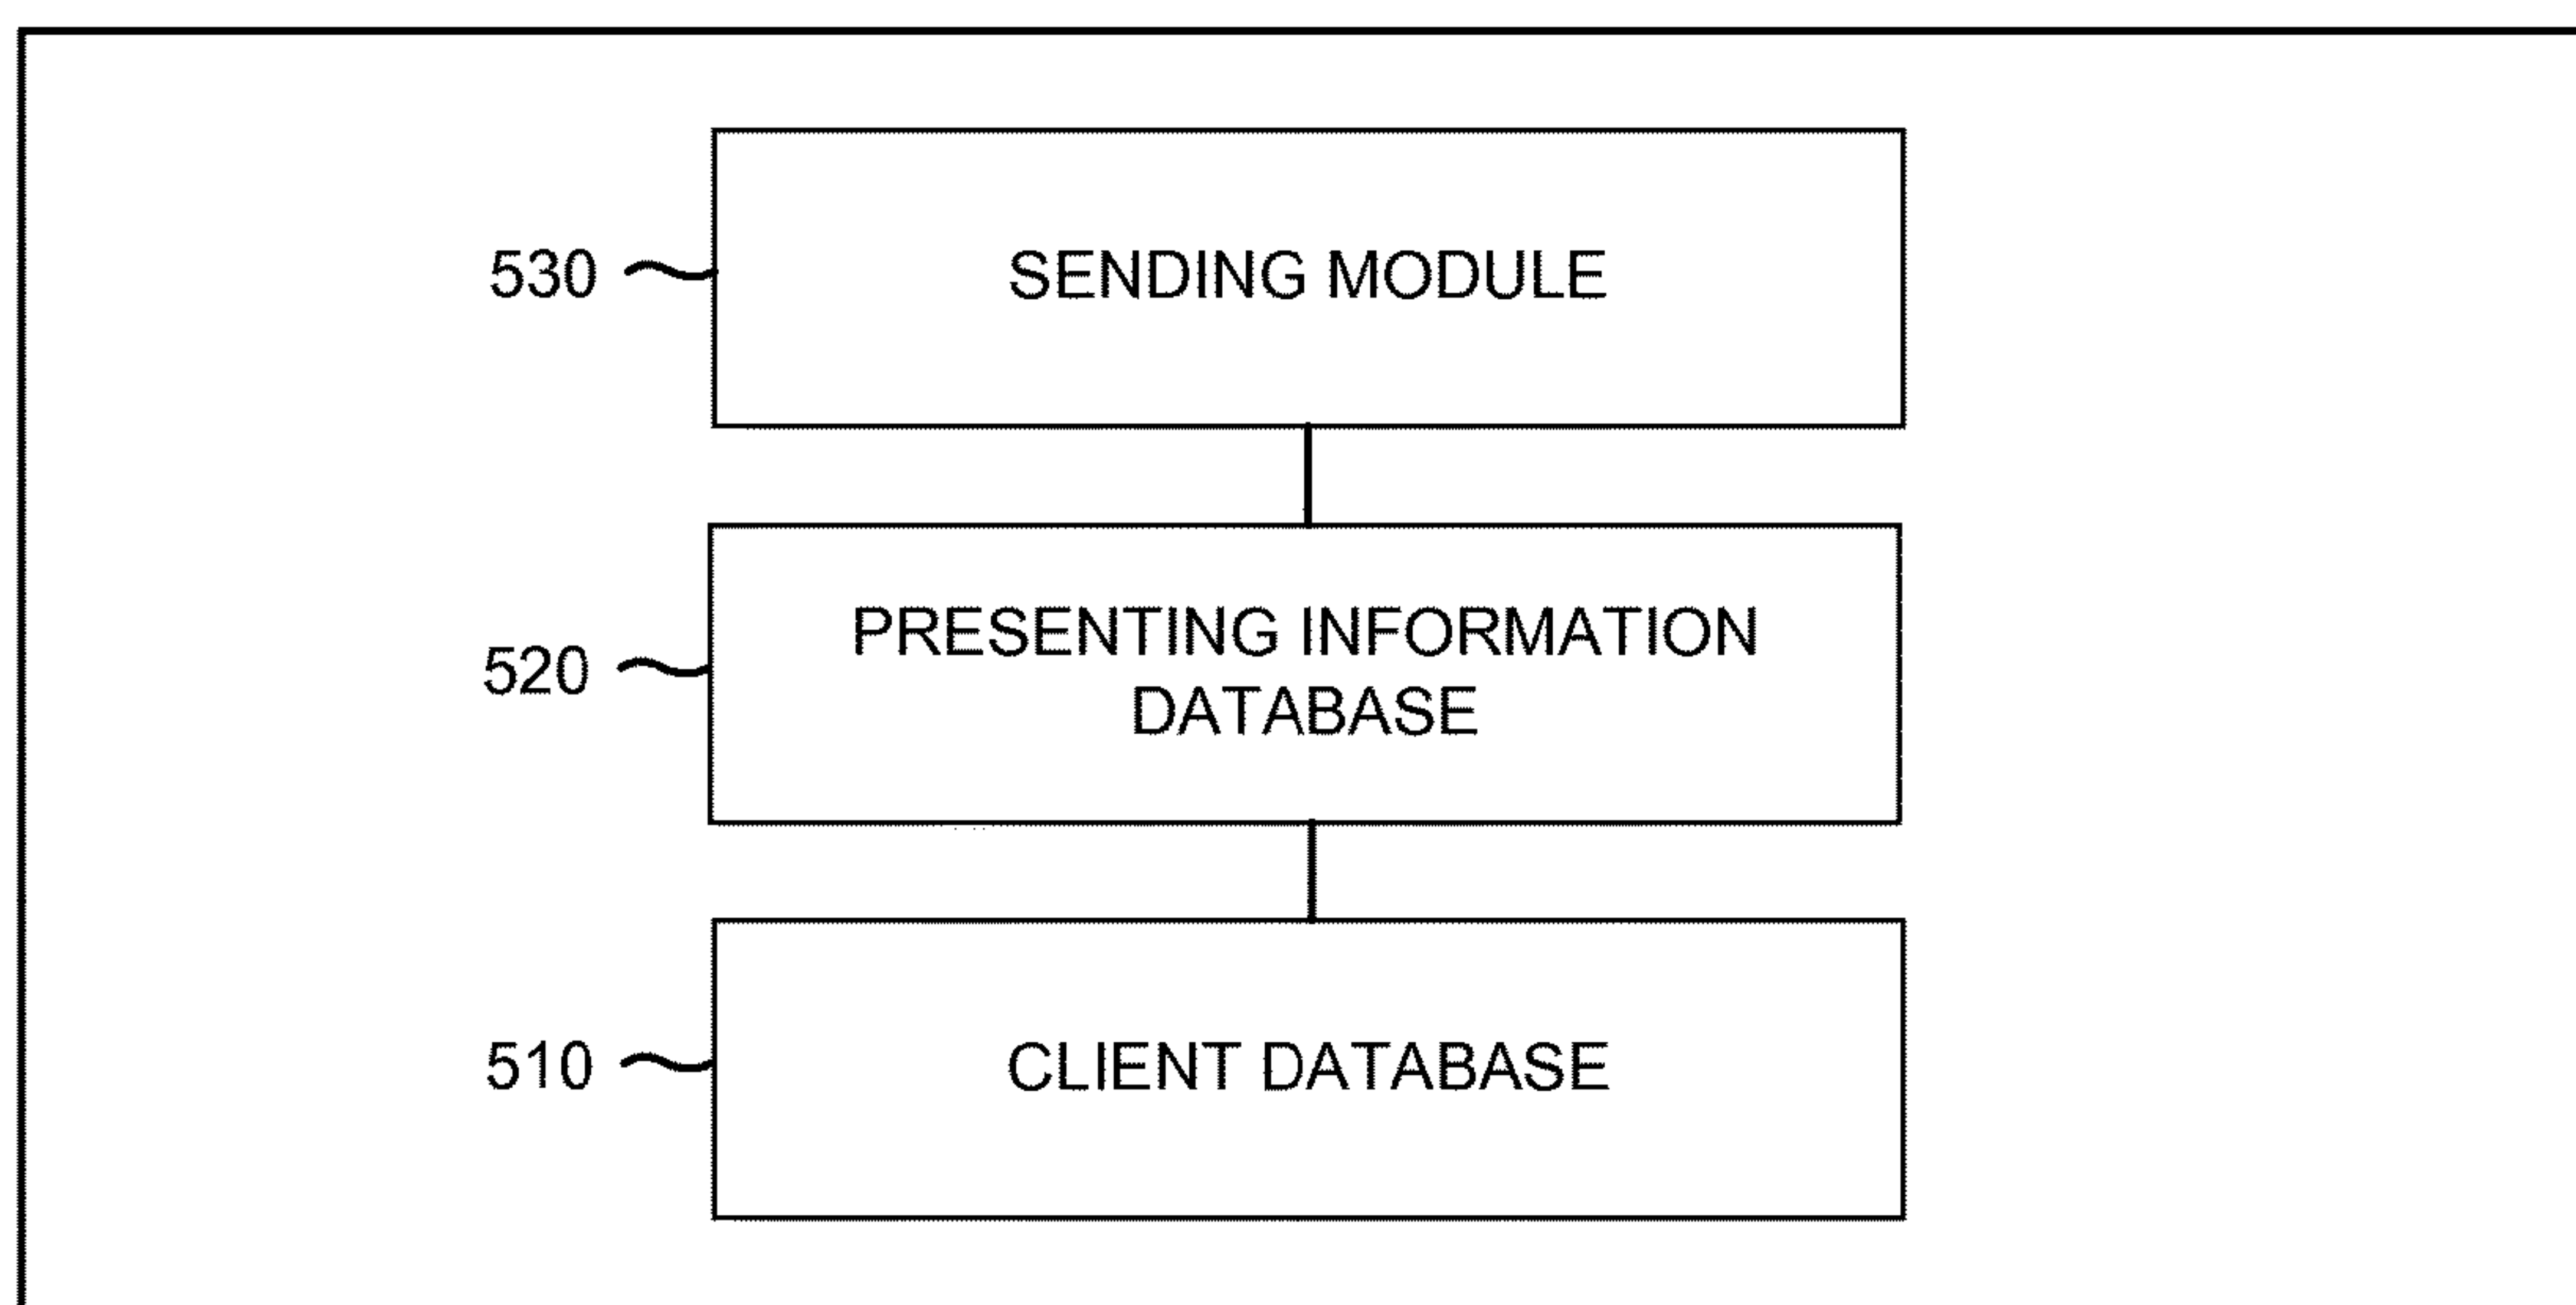 530 SENDING MODULE
520 PRESENTING INFORMATION
DATABASE
510 CLIENT DATABASE